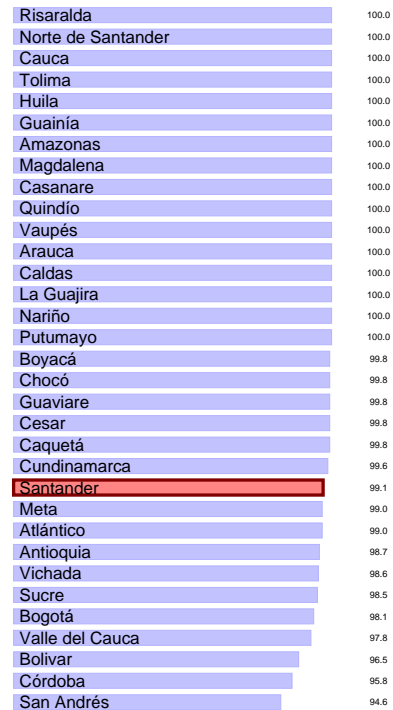 Risaralda 100.0
Norte de Santander 100.0
Cauca 100.0
Tolima 100.0
Huila 100.0
Guainía 100.0
Amazonas 100.0
Magdalena 100.0
Casanare 100.0
Quindío 100.0
Vaupés 100.0
Arauca 100.0
Caldas 100.0
La Guajira 100.0
Nariño 100.0
Putumayo 100.0
Boyacá 99.8
Chocó 99.8
Guaviare 99.8
Cesar 99.8
Caquetá 99.8
Cundinamarca 99.6
Santander 99.1
Meta 99.0
Atlántico 99.0
Antioquia 98.7
Vichada 98.6
Sucre 98.5
Bogotá 98.1
Valle del Cauca 97.8
Bolivar 96.5
Córdoba 95.8
San Andrés 94.6